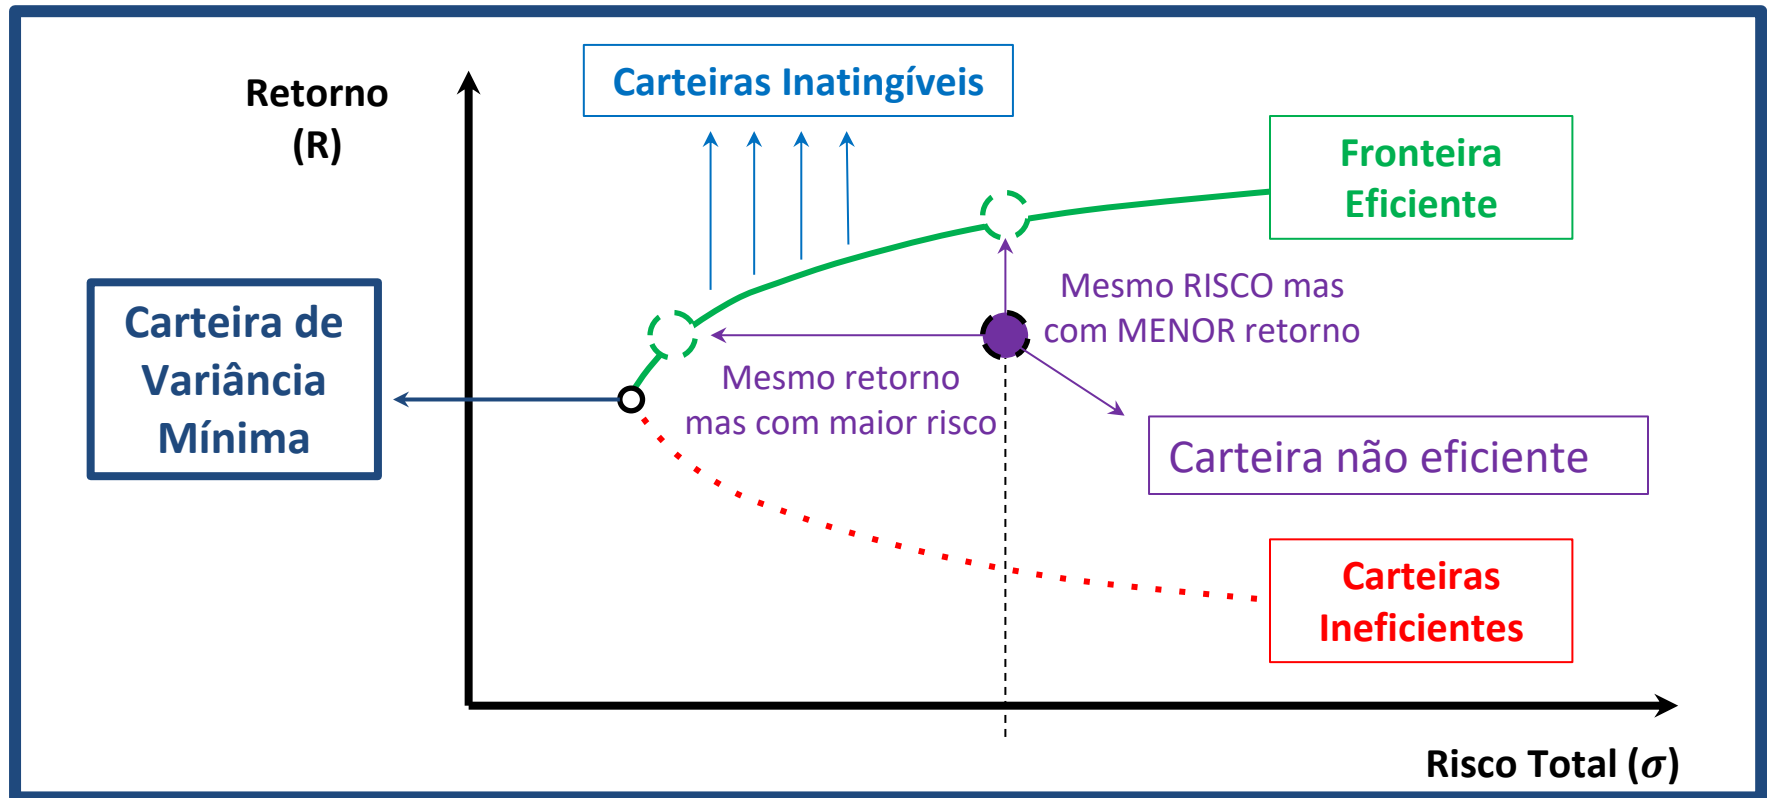 Carteiras Inatingíveis
Retorno
(R)
Fronteira
Eficiente
Mesmo RISCO mas
com MENOR retorno
Carteira de
Variância
Mínima
Mesmo retorno
mas com maior risco
Carteira não eficiente
Carteiras
Ineficientes
Risco Total (σ)